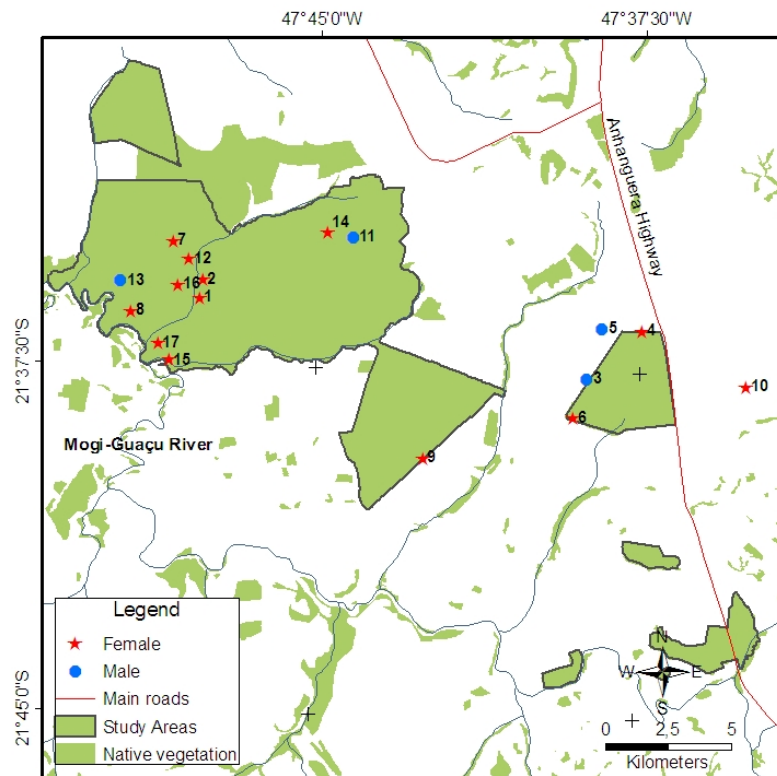 47°45'0"W
47°37'30"W
Anhanguera Highway
7
12
14
11
13
16
2
1
8
17
15
5
4
3
10
6
9
21°37'30"S
Mogi-Guaçu River
21°45'0"S
Legend
Female
Male
Main roads
Study Areas
Native vegetation
N
W
E
S
0
2,5
5
Kilometers